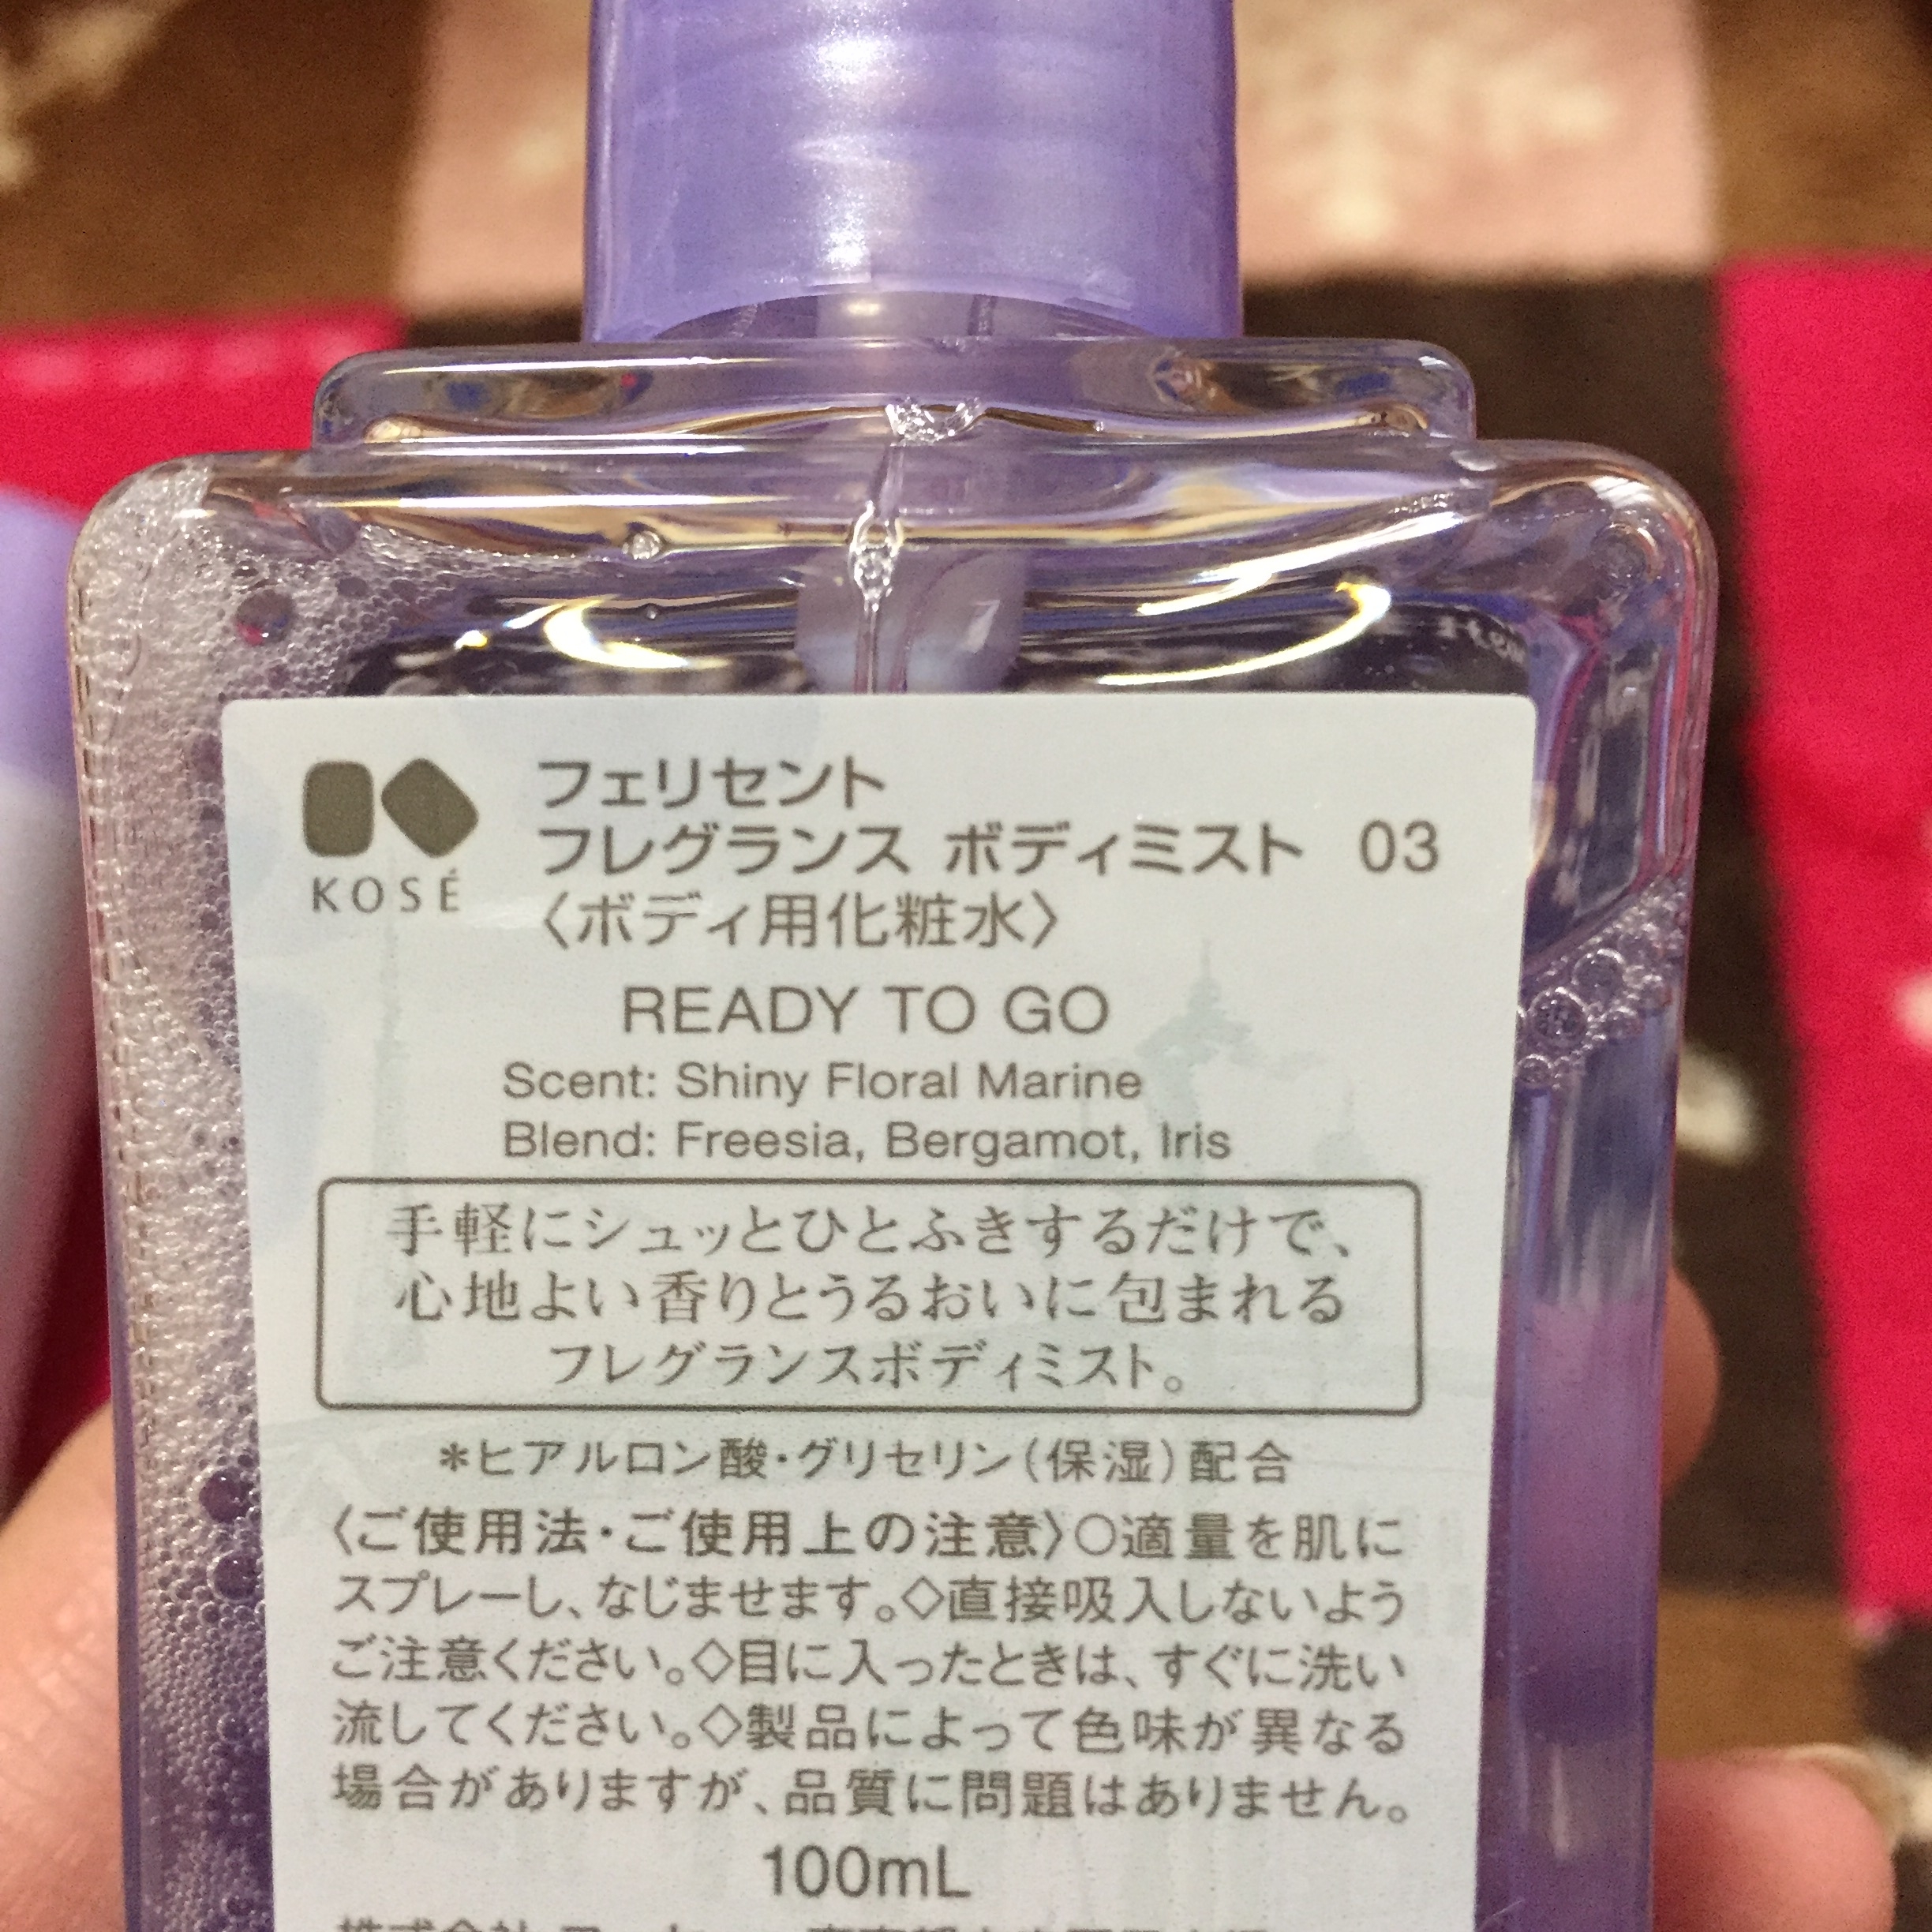 フェリセント
KOSÉ
フレグランス ボディミスト 03
〈ボディ用化粧水〉
READY TO GO
Scent: Shiny Floral Marine
Blend: Freesia, Bergamot, Iris
手軽にシュッとひとふきするだけで、
心地よい香りとうるおいに包まれる
フレグランスボディミスト。
*ヒアルロン酸・グリセリン(保湿)配合
〈ご使用法・ご使用上の注意〉○適量を肌に
スプレーし、なじませます。◇直接吸入しないよう
ご注意ください。◇目に入ったときは、すぐに洗い
流してください。◇製品によって色味が異なる
場合がありますが、品質に問題はありません。
100mL